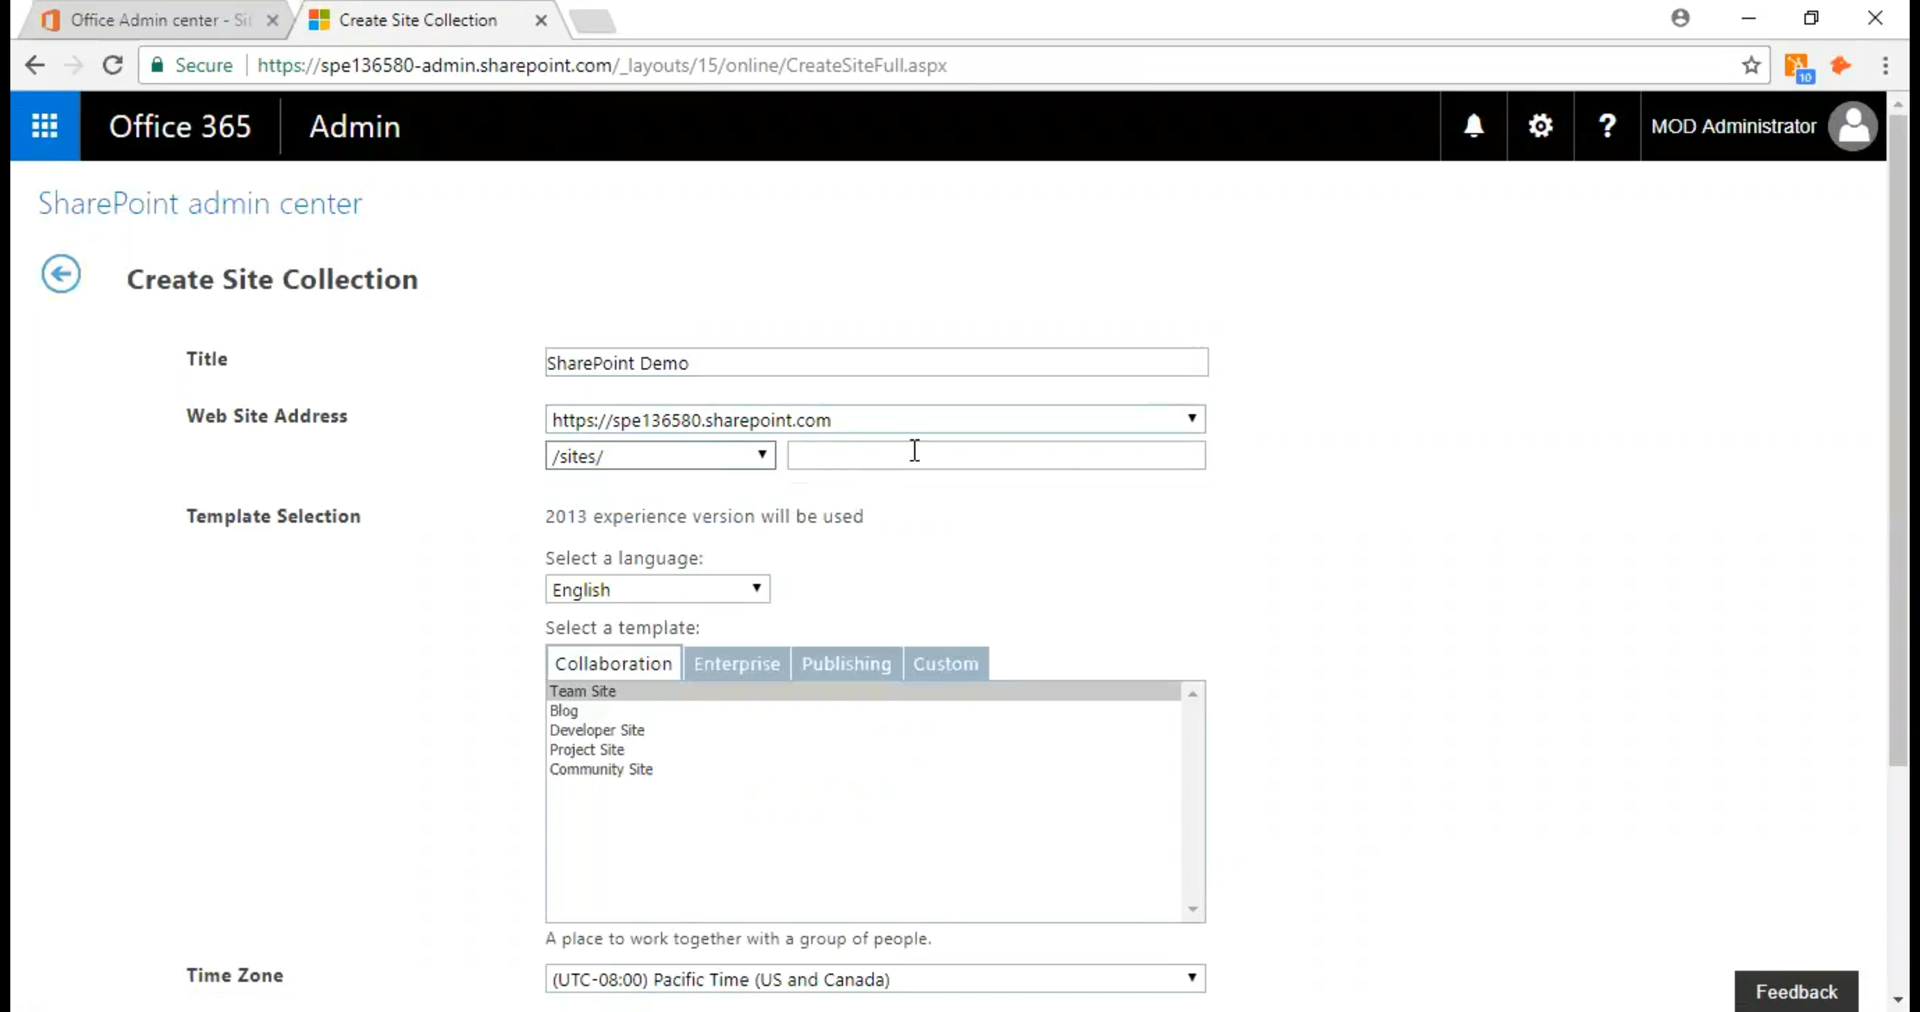 Office Admin center - Si
Create Site Collection
Secure
https://spe136580-admin.sharepoint.com/_layouts/15/online/CreateSiteFull.aspx
10
Office 365
Admin
?
MOD Administrator
SharePoint admin center
Create Site Collection
Title
SharePoint Demo
Web Site Address
https://spe136580.sharepoint.com
/sites/
Template Selection
2013 experience version will be used
Select a language:
English
Select a template:
Collaboration
Enterprise
Publishing
Custom
Team Site
Blog
Developer Site
Project Site
Community Site
A place to work together with a group of people.
Time Zone
(UTC-08:00) Pacific Time (US and Canada)
Feedback